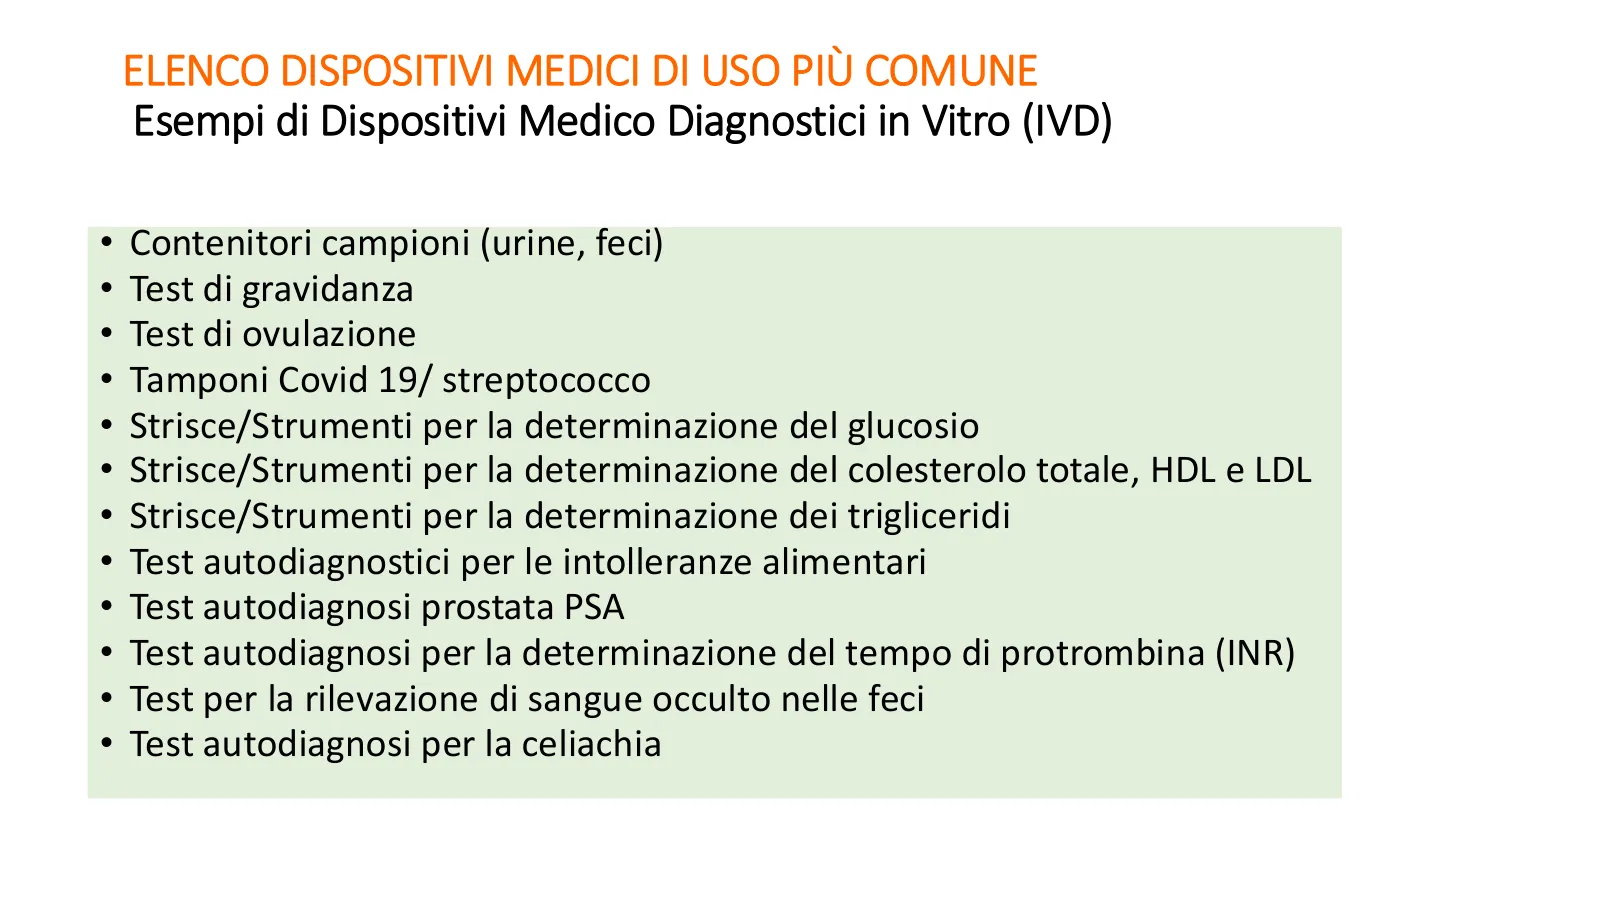 ELENCO DISPOSITIVI MEDICI DI USO PIÙ COMUNE
Esempi di Dispositivi Medico Diagnostici in Vitro (IVD)
• Contenitori campioni (urine, feci)
• Test di gravidanza
• Test di ovulazione
• Tamponi Covid 19/ streptococco
• Strisce/Strumenti per la determinazione del glucosio
• Strisce/Strumenti per la determinazione del colesterolo totale, HDL e LDL
• Strisce/Strumenti per la determinazione dei trigliceridi
• Test autodiagnostici per le intolleranze alimentari
• Test autodiagnosi prostata PSA
• Test autodiagnosi per la determinazione del tempo di protrombina (INR)
• Test per la rilevazione di sangue occulto nelle feci
• Test autodiagnosi per la celiachia